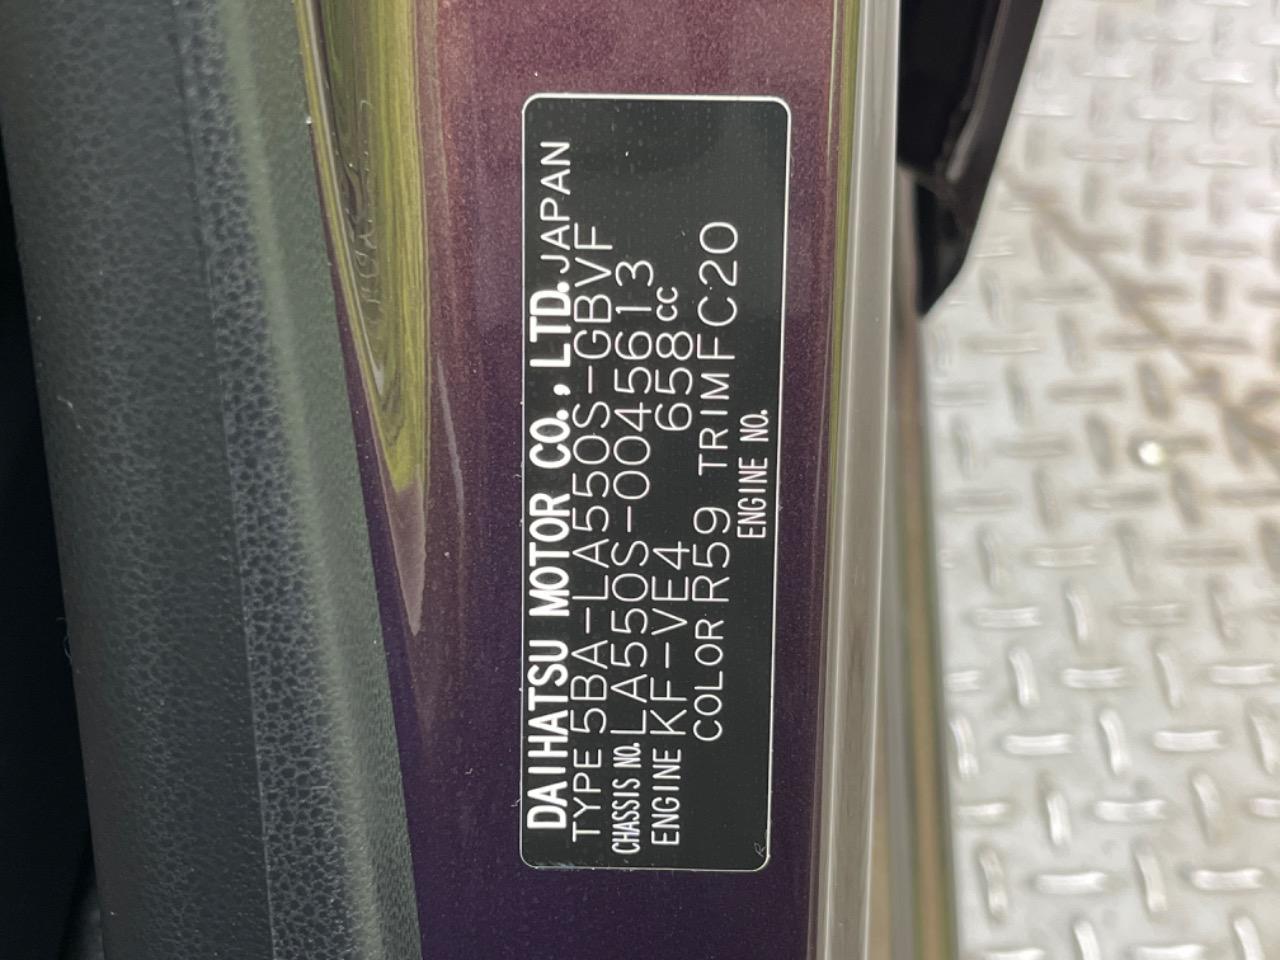 DAIHATSU MOTOR CO., LTD. JAPAN
TYPE 5BA-LA550S-GBVF
CHASSIS NO. LA550S-0045613
ENGINE KF-VE4 658cc
COLOR R59 TRIM FC20
ENGINE NO.
R